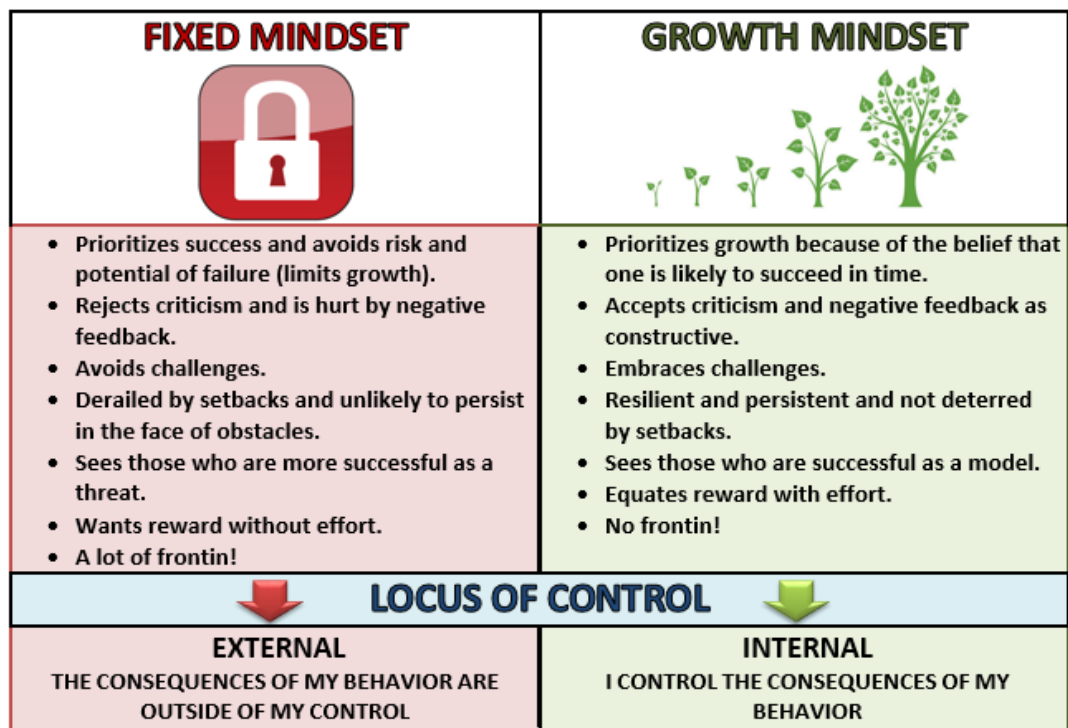 FIXED MINDSET
GROWTH MINDSET
• Prioritizes success and avoids risk and
potential of failure (limits growth).
• Rejects criticism and is hurt by negative
feedback.
• Avoids challenges.
• Derailed by setbacks and unlikely to persist
in the face of obstacles.
• Sees those who are more successful as a
threat.
• Wants reward without effort.
• A lot of frontin!
• Prioritizes growth because of the belief that
one is likely to succeed in time.
• Accepts criticism and negative feedback as
constructive.
• Embraces challenges.
• Resilient and persistent and not deterred
by setbacks.
• Sees those who are successful as a model.
• Equates reward with effort.
• No frontin!
LOCUS OF CONTROL
EXTERNAL
THE CONSEQUENCES OF MY BEHAVIOR ARE
OUTSIDE OF MY CONTROL
INTERNAL
I CONTROL THE CONSEQUENCES OF MY
BEHAVIOR